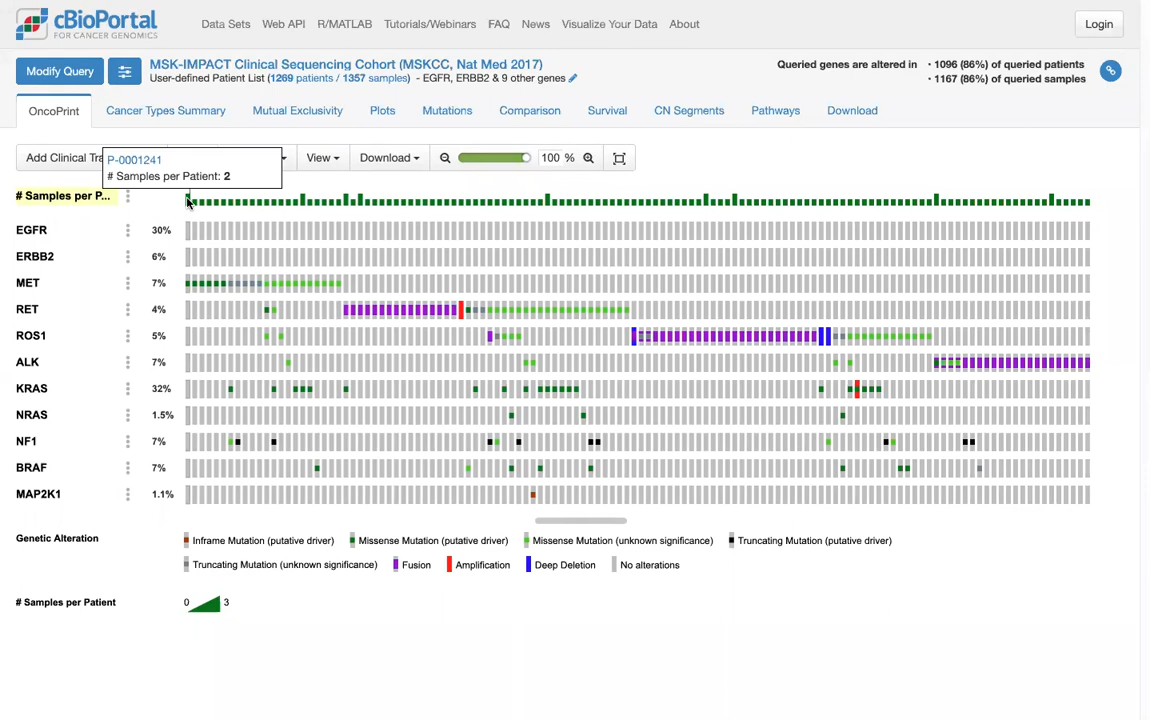 cBioPortal
FOR CANCER GENOMICS
Data Sets Web API R/MATLAB Tutorials/Webinars FAQ News Visualize Your Data About
Login
Modify Query
MSK-IMPACT Clinical Sequencing Cohort (MSKCC, Nat Med 2017)
User-defined Patient List (1269 patients / 1357 samples) - EGFR, ERBB2 & 9 other genes
Queried genes are altered in
• 1096 (86%) of queried patients
• 1167 (86%) of queried samples
OncoPrint Cancer Types Summary Mutual Exclusivity Plots Mutations Comparison Survival CN Segments Pathways Download
Add Clinical Tra
View Download 100 %
P-0001241
# Samples per Patient: 2
# Samples per P...
EGFR 30%
ERBB2 6%
MET 7%
RET 4%
ROS1 5%
ALK 7%
KRAS 32%
NRAS 1.5%
NF1 7%
BRAF 7%
MAP2K1 1.1%
Genetic Alteration
Inframe Mutation (putative driver) Missense Mutation (putative driver) Missense Mutation (unknown significance) Truncating Mutation (putative driver)
Truncating Mutation (unknown significance) Fusion Amplification Deep Deletion No alterations
# Samples per Patient 0 3